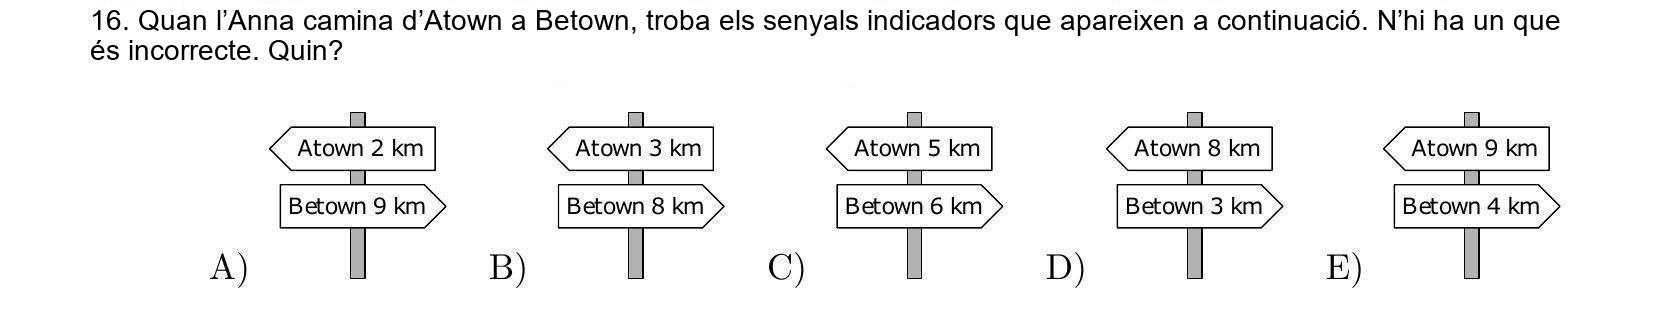 16. Quan l’Anna camina d’Atown a Betown, troba els senyals indicadors que apareixen a continuació. N’hi ha un que
és incorrecte. Quin?
Atown 2 km
Betown 9 km
A)
Atown 3 km
Betown 8 km
B)
Atown 5 km
Betown 6 km
C)
Atown 8 km
Betown 3 km
D)
Atown 9 km
Betown 4 km
E)